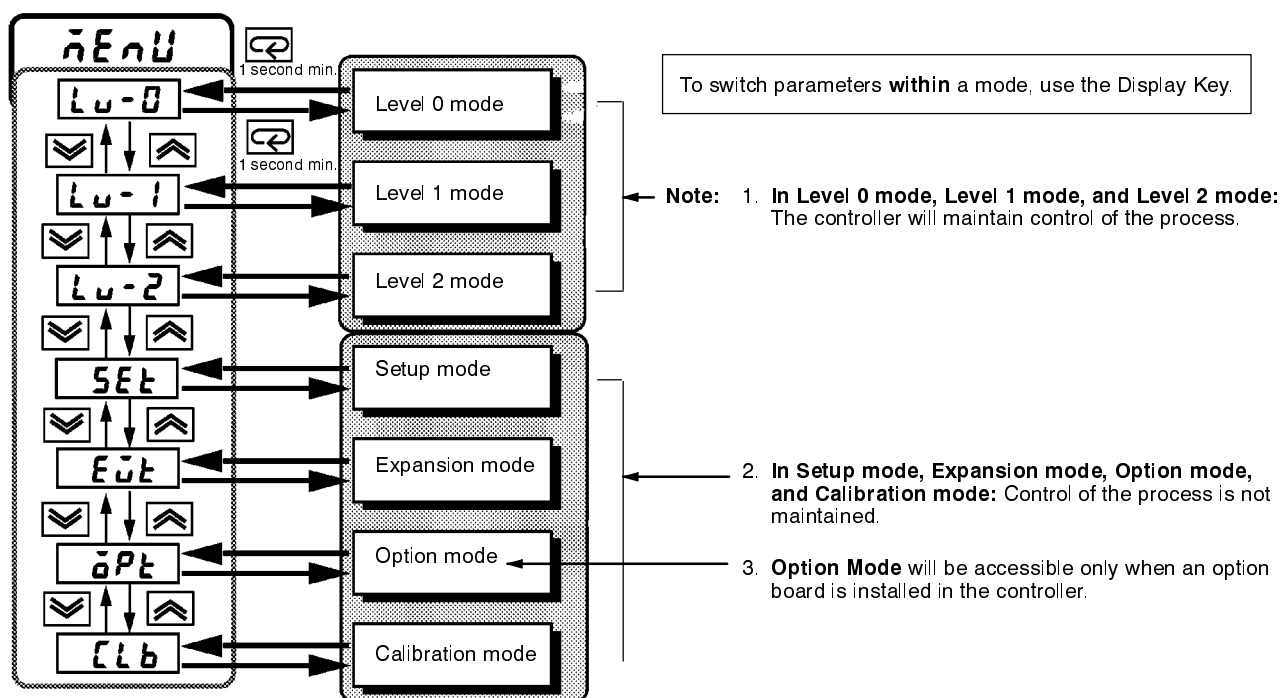 mEnU
1 second min.
Lu-0
Level 0 mode
To switch parameters within a mode, use the Display Key.
1 second min.
Lu-1
Level 1 mode
Note: 1. In Level 0 mode, Level 1 mode, and Level 2 mode:
The controller will maintain control of the process.
Lu-2
Level 2 mode
SEt
Setup mode
Expansion mode
2. In Setup mode, Expansion mode, Option mode,
and Calibration mode: Control of the process is not
maintained.
oPt
Option mode
3. Option Mode will be accessible only when an option
board is installed in the controller.
CLb
Calibration mode